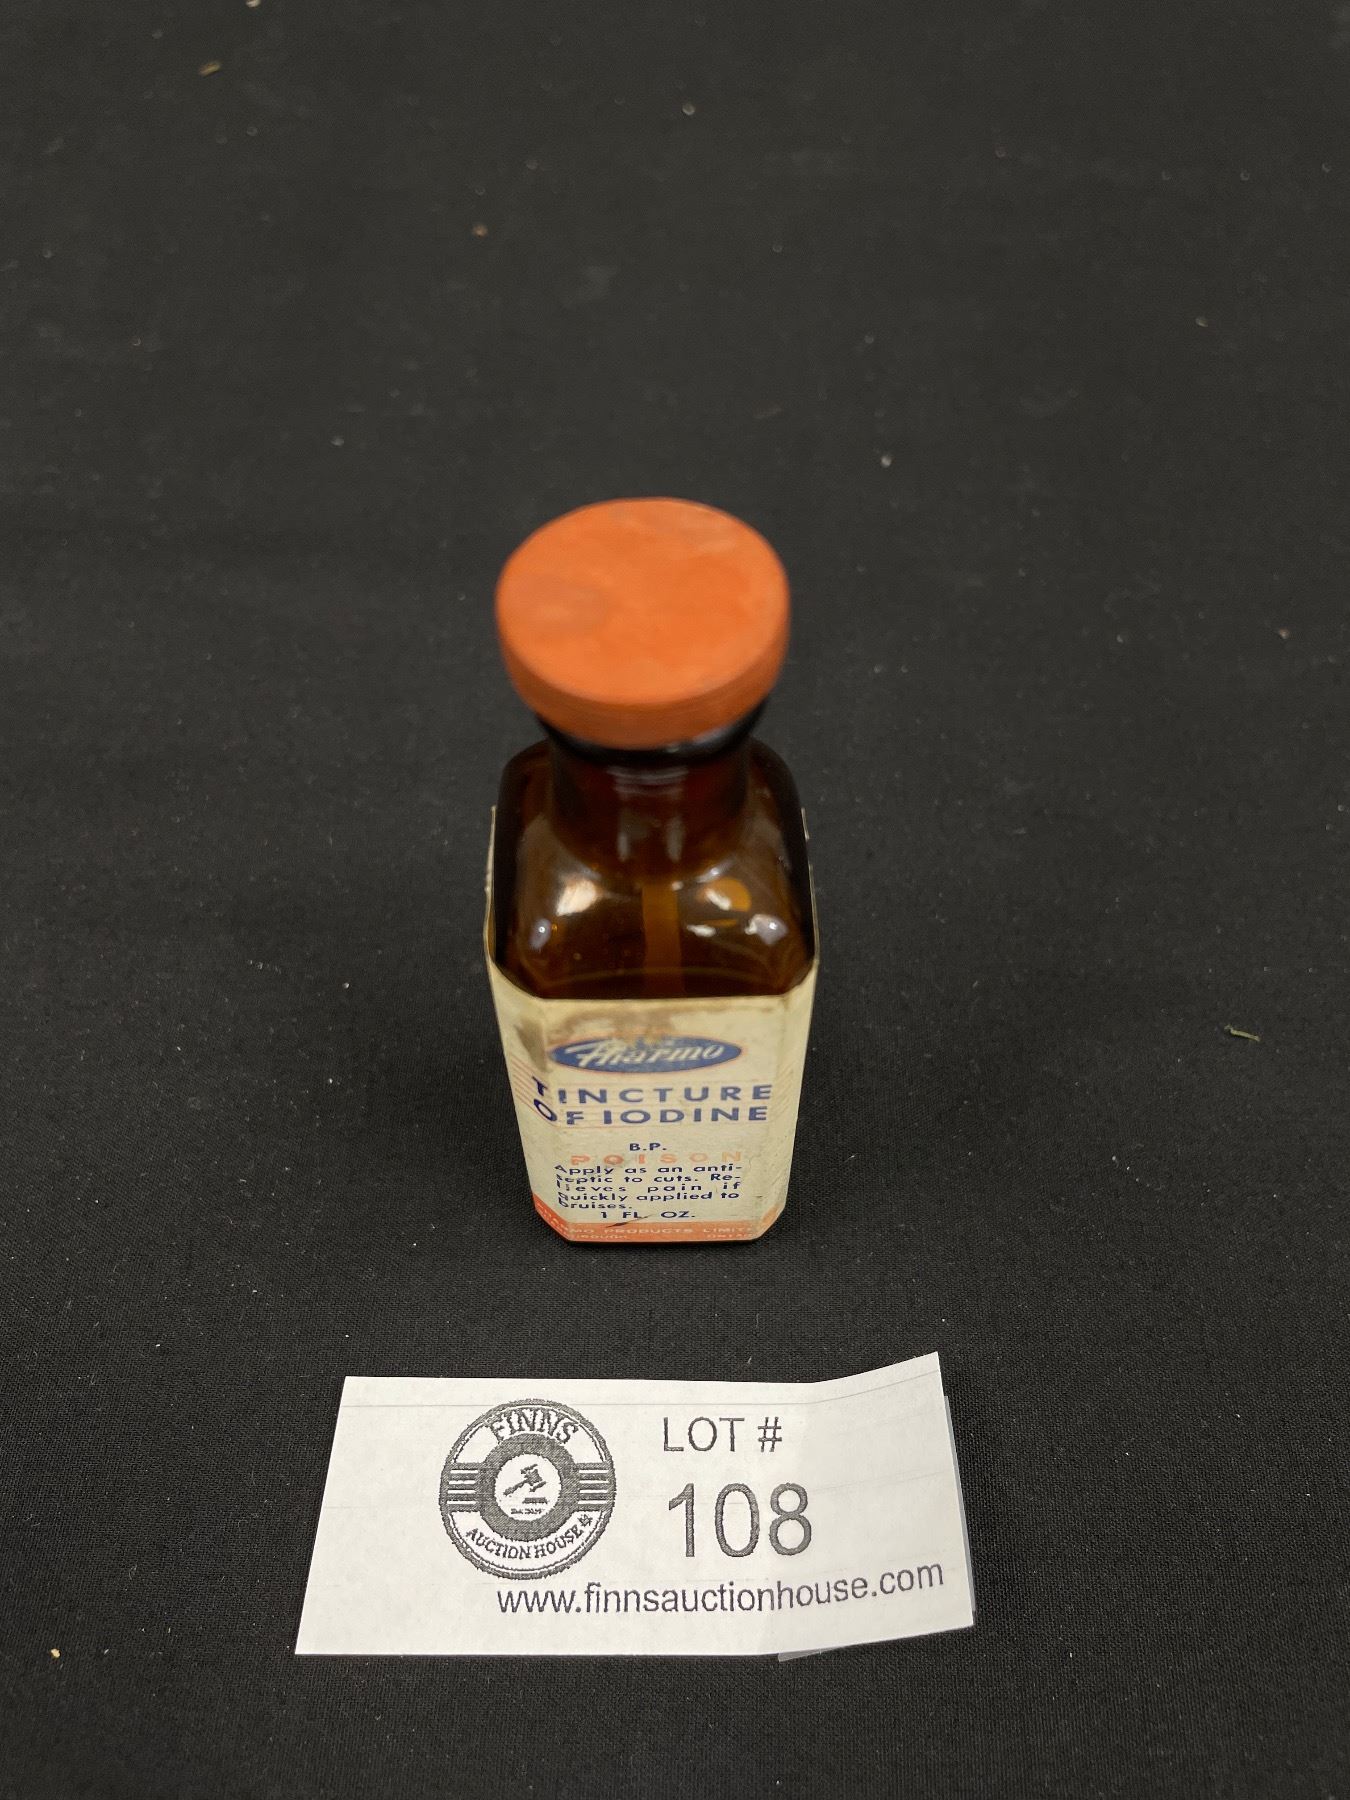 Pharmo
TINCTURE
OF IODINE
B.P.
POISON
Apply as an anti-
septic to cuts. Re-
lieves pain if
quickly applied to
bruises.
1 FL. OZ.
PRODUCTS
FINNS
AUCTION HOUSE
LOT #
108
www.finnsauctionhouse.com